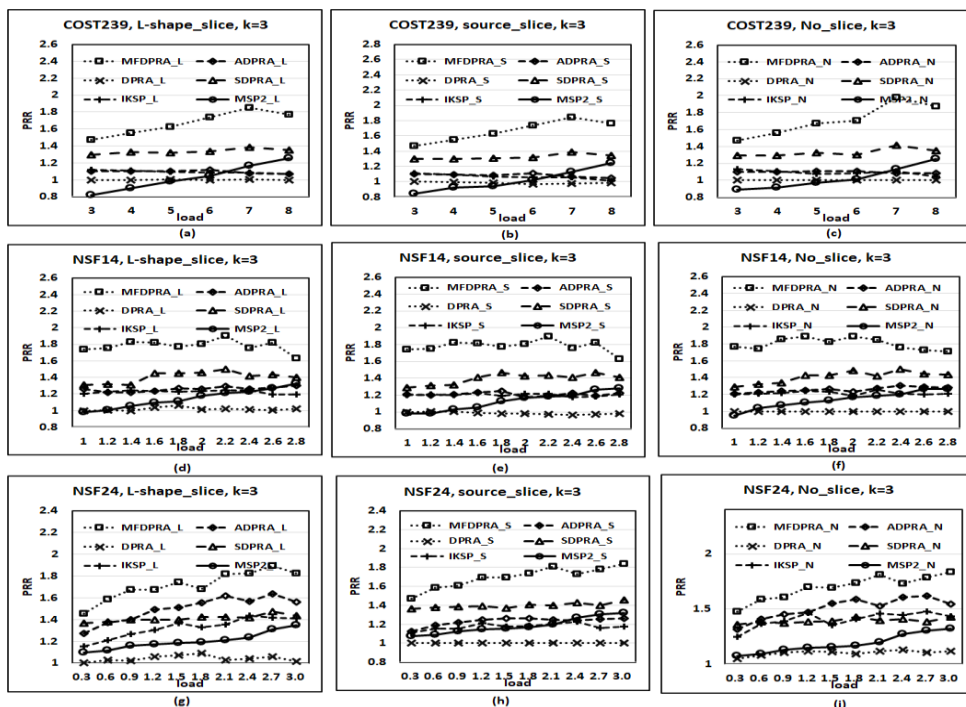 COST239, L-shape_slice, k=3
PRR
2.6
2.4
2.2
2
1.8
1.6
1.4
1.2
1
0.8
MFDPRA_L
ADPRA_L
DPRA_L
SDPRA_L
IKSP_L
MSP2_L
3 4 5 6 7 8
load
(a)
COST239, source_slice, k=3
PRR
2.8
2.6
2.4
2.2
2
1.8
1.6
1.4
1.2
1
0.8
MFDPRA_S
ADPRA_S
DPRA_S
SDPRA_S
IKSP_S
MSP2_S
3 4 5 6 7 8
load
(b)
COST239, No_slice, k=3
PRR
2.6
2.4
2.2
2
1.8
1.6
1.4
1.2
1
0.8
MFDPRA_N
ADPRA_N
DPRA_N
SDPRA_N
IKSP_N
MSP2_N
3 4 5 6 7 8
load
(c)
NSF14, L-shape_slice, k=3
PRR
2.6
2.4
2.2
2
1.8
1.6
1.4
1.2
1
0.8
MFDPRA_L
ADPRA_L
DPRA_L
SDPRA_L
IKSP_L
MSP2_L
1 1.2 1.4 1.6 1.8 2 2.2 2.4 2.6 2.8
load
(d)
NSF14, source_slice, k=3
PRR
2.6
2.4
2.2
2
1.8
1.6
1.4
1.2
1
0.8
MFDPRA_S
ADPRA_S
DPRA_S
SDPRA_S
IKSP_S
MSP2_S
1 1.2 1.4 1.6 1.8 2 2.2 2.4 2.6 2.8
load
(e)
NSF14, No_slice, k=3
PRR
2.6
2.4
2.2
2
1.8
1.6
1.4
1.2
1
0.8
MFDPRA_N
ADPRA_N
DPRA_N
SDPRA_N
IKSP_N
MSP2_N
1 1.2 1.4 1.6 1.8 2 2.2 2.4 2.6 2.8
load
(f)
NSF24, L-shape_slice, k=3
PRR
2.6
2.4
2.2
2
1.8
1.6
1.4
1.2
1
MFDPRA_L
ADPRA_L
DPRA_L
SDPRA_L
IKSP_L
0.3 0.6 0.9 1.2 1.5 1.8 2.1 2.4 2.7 3.0
load
(g)
NSF24, source_slice, k=3
PRR
2.4
2.2
2
1.8
1.6
1.4
1.2
1
0.8
MFDPRA_S
ADPRA_S
DPRA_S
SDPRA_S
IKSP_S
MSP2_S
0.3 0.6 0.9 1.2 1.5 1.8 2.1 2.4 2.7 3.0
load
(h)
NSF24, No_slice, k=3
PRR
2
1.5
1
MFDPRA_N
ADPRA_N
DPRA_N
SDPRA_N
IKSP_N
MSP2_N
0.3 0.6 0.9 1.2 1.5 1.8 2.1 2.4 2.7 3.0
load
(i)